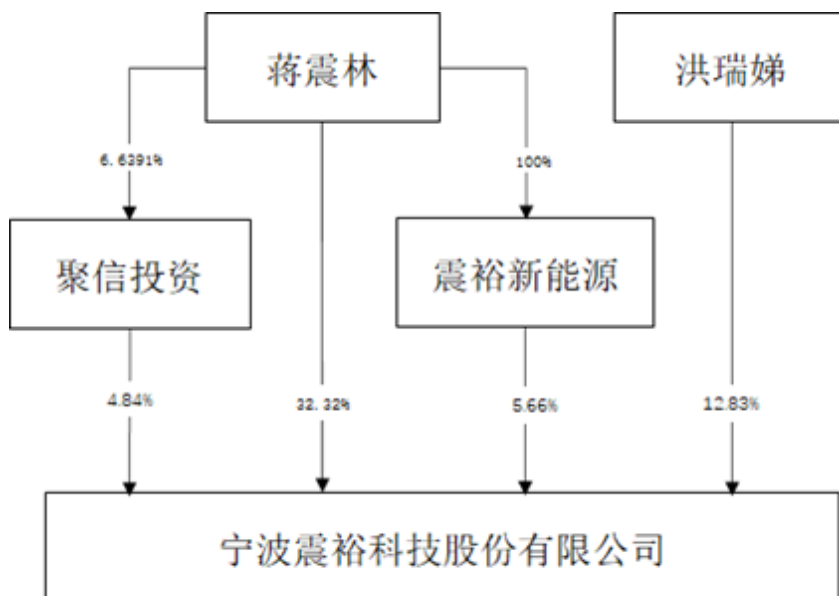 蒋震林
洪瑞娣
6.6391%
100%
聚信投资
震裕新能源
4.84%
32.32%
5.66%
12.83%
宁波震裕科技股份有限公司